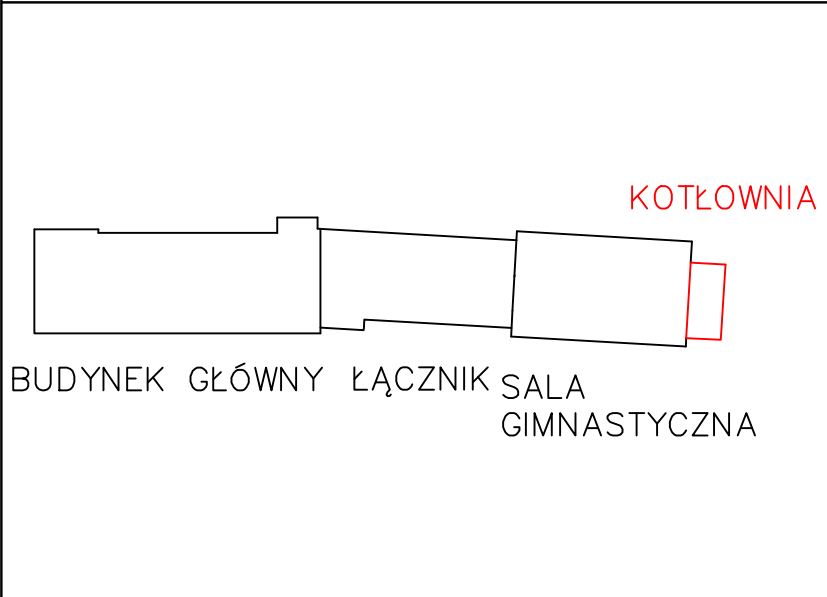 KOTŁOWNIA
BUDYNEK GŁÓWNY
ŁĄCZNIK
SALA
GIMNASTYCZNA